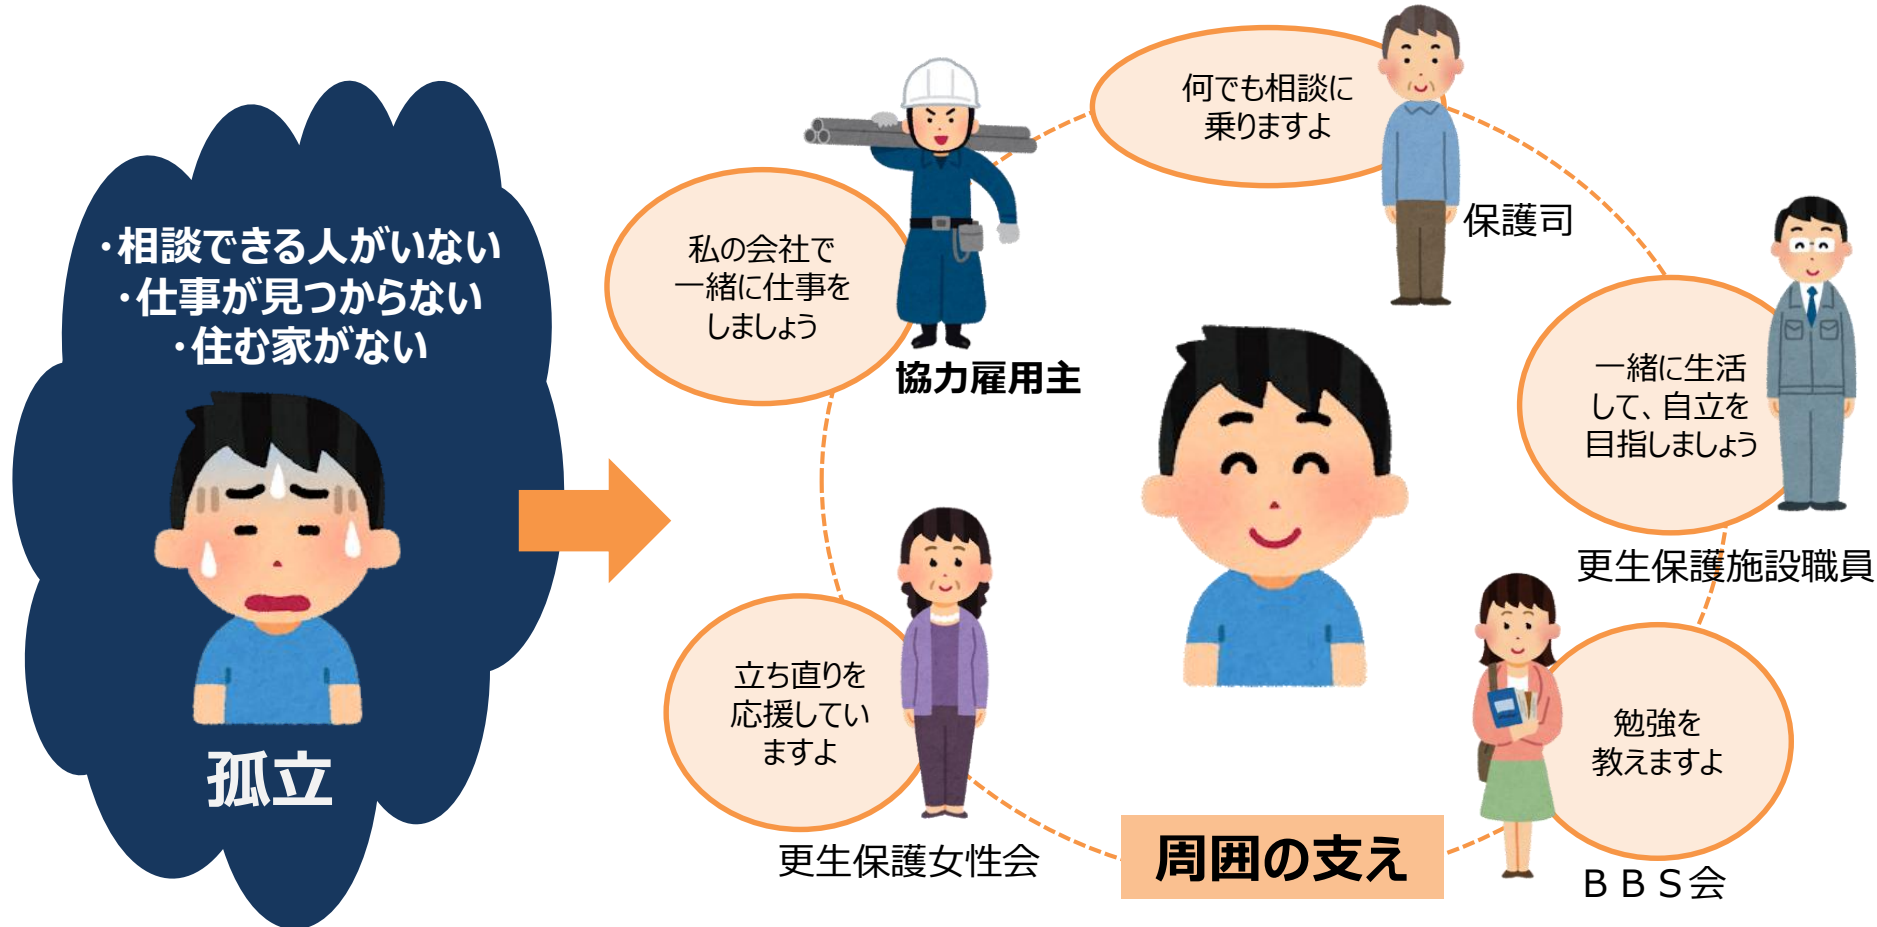 ・相談できる人がいない
・仕事が見つからない
・住む家がない
孤立
私の会社で
一緒に仕事を
しましょう
協力雇用主
何でも相談に
乗りますよ
保護司
一緒に生活
して、自立を
目指しましょう
更生保護施設職員
立ち直りを
応援してい
ますよ
更生保護女性会
勉強を
教えますよ
ＢＢＳ会
周囲の支え